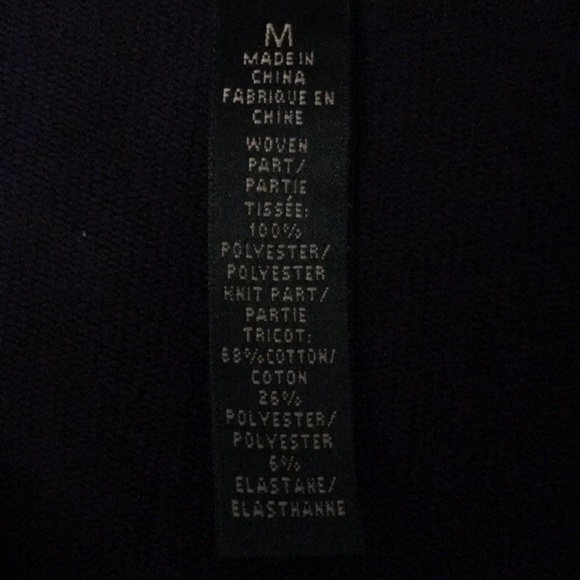 M
MADE IN
CHINA
FABRIQUE EN
CHINE
WOVEN
PART/
PARTIE
TISSÉE:
100%
POLYESTER/
POLYESTER
KNIT PART/
PARTIE
TRICOT:
68%COTTON/
COTON
26%
POLYESTER/
POLYESTER
6%
ELASTANE/
ELASTHANNE